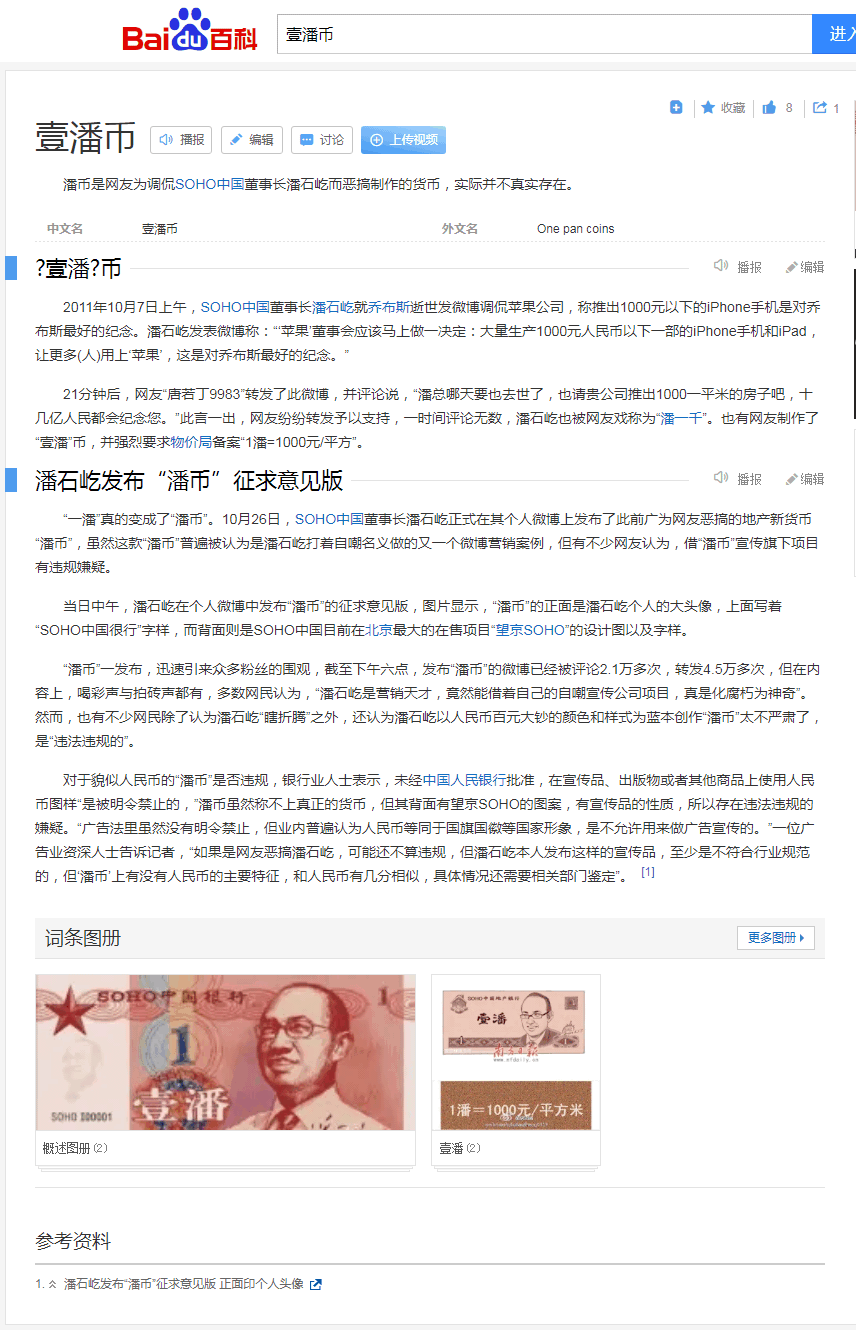 Bai du 百科
壹潘币
进入
收藏 8 1
壹潘币 播报 编辑 讨论 上传视频
潘币是网友为调侃SOHO中国董事长潘石屹而恶搞制作的货币，实际并不真实存在。
中文名 壹潘币 外文名 One pan coins
?壹潘?币 播报 编辑
2011年10月7日上午，SOHO中国董事长潘石屹就乔布斯逝世发微博调侃苹果公司，称推出1000元以下的iPhone手机是对乔
布斯最好的纪念。潘石屹发表微博称：“‘苹果’董事会应该马上做一决定：大量生产1000元人民币以下一部的iPhone手机和iPad，
让更多(人)用上‘苹果’，这是对乔布斯最好的纪念。”
21分钟后，网友“唐若丁9983”转发了此微博，并评论说，“潘总哪天要也去世了，也请贵公司推出1000一平米的房子吧，十
几亿人民都会纪念您。”此言一出，网友纷纷转发予以支持，一时间评论无数，潘石屹也被网友戏称为“潘一千”。也有网友制作了
“壹潘”币，并强烈要求物价局备案“1潘=1000元/平方”。
潘石屹发布“潘币”征求意见版 播报 编辑
“一潘”真的变成了“潘币”。10月26日，SOHO中国董事长潘石屹正式在其个人微博上发布了此前广为网友恶搞的地产新货币
“潘币”，虽然这款“潘币”普遍被认为是潘石屹打着自嘲名义做的又一个微博营销案例，但有不少网友认为，借“潘币”宣传旗下项目
有违规嫌疑。
当日中午，潘石屹在个人微博中发布“潘币”的征求意见版，图片显示，“潘币”的正面是潘石屹个人的大头像，上面写着
“SOHO中国很行”字样，而背面则是SOHO中国目前在北京最大的在售项目“望京SOHO”的设计图以及字样。
“潘币”一发布，迅速引来众多粉丝的围观，截至下午六点，发布“潘币”的微博已经被评论2.1万多次，转发4.5万多次，但在内
容上，喝彩声与拍砖声都有，多数网民认为，“潘石屹是营销天才，竟然能借着自己的自嘲宣传公司项目，真是化腐朽为神奇”。
然而，也有不少网民除了认为潘石屹“瞎折腾”之外，还认为潘石屹以人民币百元大钞的颜色和样式为蓝本创作“潘币”太不严肃了，
是“违法违规的”。
对于貌似人民币的“潘币”是否违规，银行业人士表示，未经中国人民银行批准，在宣传品、出版物或者其他商品上使用人民
币图样“是被明令禁止的，”潘币虽然称不上真正的货币，但其背面有望京SOHO的图案，有宣传品的性质，所以存在违法违规的
嫌疑。“广告法里虽然没有明令禁止，但业内普遍认为人民币等同于国旗国徽等国家形象，是不允许用来做广告宣传的。”一位广
告业资深人士告诉记者，“如果是网友恶搞潘石屹，可能还不算违规，但潘石屹本人发布这样的宣传品，至少是不符合行业规范
的，但‘潘币’上有没有人民币的主要特征，和人民币有几分相似，具体情况还需要相关部门鉴定”。 [1]
词条图册 更多图册
SOHO中国很行 1
1
壹潘
SOHO 100001
SOHO中国地产银行
壹潘
南方日报
www.nfdaily.cn
1潘＝1000元/平方米
概述图册 (2)
壹潘 (2)
参考资料
1. 潘石屹发布“潘币”征求意见版 正面印个人头像